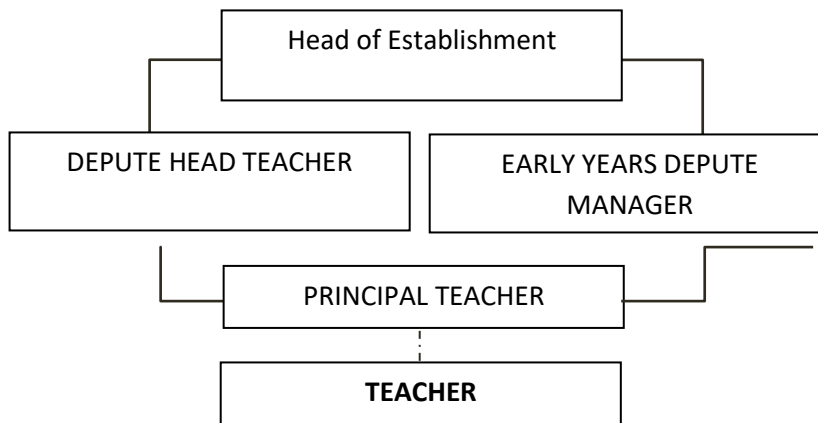 Head of Establishment
DEPUTE HEAD TEACHER
EARLY YEARS DEPUTE
MANAGER
PRINCIPAL TEACHER
TEACHER